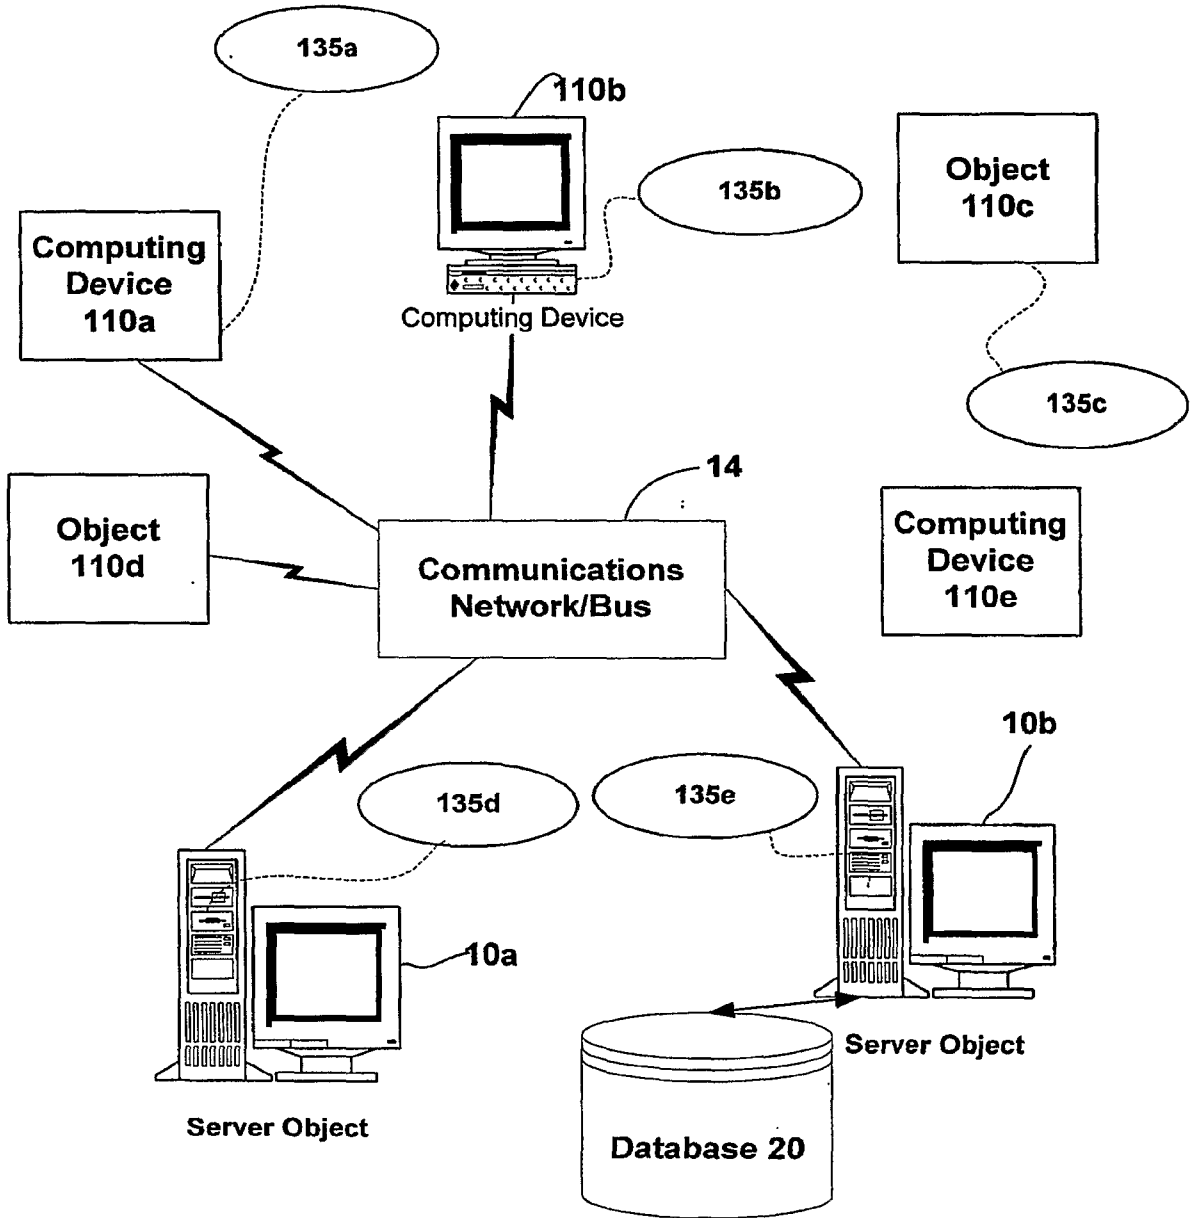 135a
110b
135b
Object
110c
Computing
Device
110a
Computing Device
135c
14
Object
110d
Communications
Network/Bus
Computing
Device
110e
10b
135d
135e
10a
Server Object
Server Object
Database 20